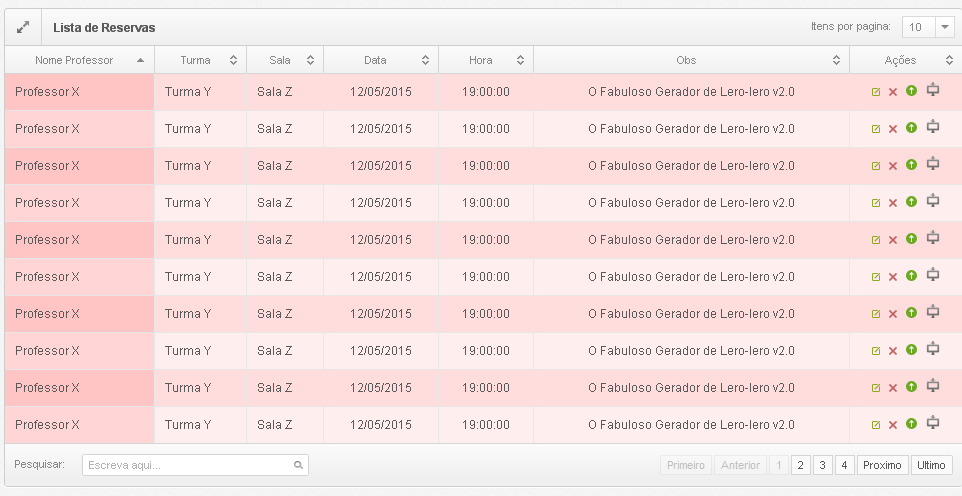 Lista de Reservas Itens por pagina: 10
Nome Professor Turma Sala Data Hora Obs Ações
Professor X Turma Y Sala Z 12/05/2015 19:00:00 O Fabuloso Gerador de Lero-lero v2.0
Professor X Turma Y Sala Z 12/05/2015 19:00:00 O Fabuloso Gerador de Lero-lero v2.0
Professor X Turma Y Sala Z 12/05/2015 19:00:00 O Fabuloso Gerador de Lero-lero v2.0
Professor X Turma Y Sala Z 12/05/2015 19:00:00 O Fabuloso Gerador de Lero-lero v2.0
Professor X Turma Y Sala Z 12/05/2015 19:00:00 O Fabuloso Gerador de Lero-lero v2.0
Professor X Turma Y Sala Z 12/05/2015 19:00:00 O Fabuloso Gerador de Lero-lero v2.0
Professor X Turma Y Sala Z 12/05/2015 19:00:00 O Fabuloso Gerador de Lero-lero v2.0
Professor X Turma Y Sala Z 12/05/2015 19:00:00 O Fabuloso Gerador de Lero-lero v2.0
Professor X Turma Y Sala Z 12/05/2015 19:00:00 O Fabuloso Gerador de Lero-lero v2.0
Professor X Turma Y Sala Z 12/05/2015 19:00:00 O Fabuloso Gerador de Lero-lero v2.0
Pesquisar: Escreva aqui... Primeiro Anterior 1 2 3 4 Proximo Ultimo